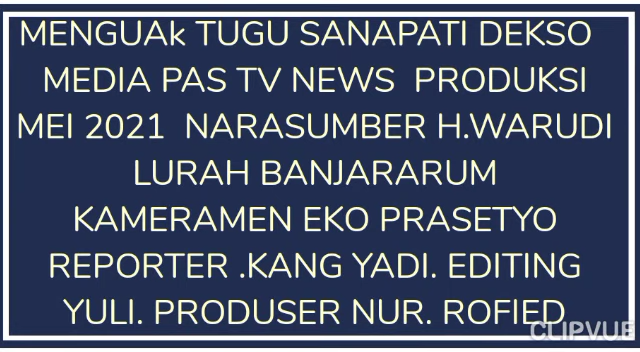 MENGUAk TUGU SANAPATI DEKSO
MEDIA PAS TV NEWS PRODUKSI
MEI 2021 NARASUMBER H.WARUDI
LURAH BANJARARUM
KAMERAMEN EKO PRASETYO
REPORTER .KANG YADI. EDITING
YULI. PRODUSER NUR. ROFIED
CLIPVUE